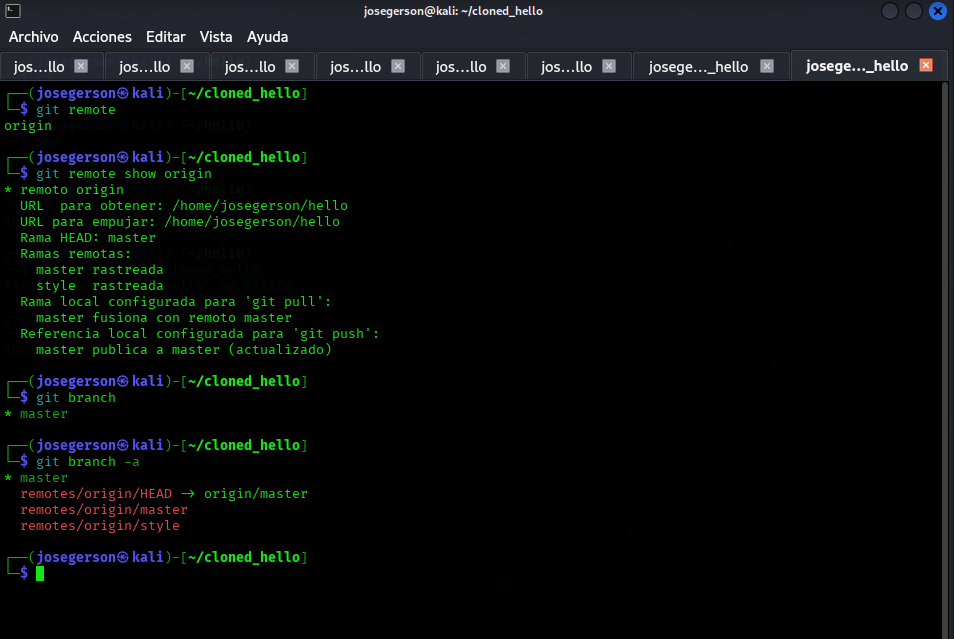 josegerson@kali: ~/cloned_hello
Archivo Acciones Editar Vista Ayuda
jos...llo jos...llo jos...llo jos...llo jos...llo jos...llo josege..._hello josege..._hello
┌──(josegerson㉿kali)-[~/cloned_hello]
└─$ git remote
origin
┌──(josegerson㉿kali)-[~/cloned_hello]
└─$ git remote show origin
* remoto origin
  URL  para obtener: /home/josegerson/hello
  URL para empujar: /home/josegerson/hello
  Rama HEAD: master
  Ramas remotas:
    master rastreada
    style  rastreada
  Rama local configurada para 'git pull':
    master fusiona con remoto master
  Referencia local configurada para 'git push':
    master publica a master (actualizado)
┌──(josegerson㉿kali)-[~/cloned_hello]
└─$ git branch
* master
┌──(josegerson㉿kali)-[~/cloned_hello]
└─$ git branch -a
* master
  remotes/origin/HEAD -> origin/master
  remotes/origin/master
  remotes/origin/style
┌──(josegerson㉿kali)-[~/cloned_hello]
└─$